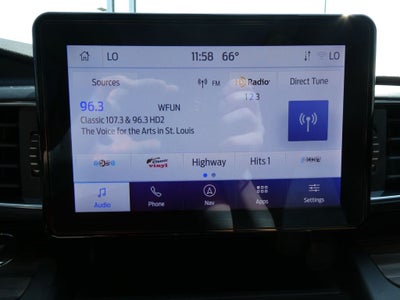 LO 11:58 66° LO
Sources FM HD Radio Direct Tune
1 2 3
96.3 WFUN
Classic 107.3 & 96.3 HD2
The Voice for the Arts in St. Louis
vinyl Highway Hits 1
Audio Phone Nav Apps Settings